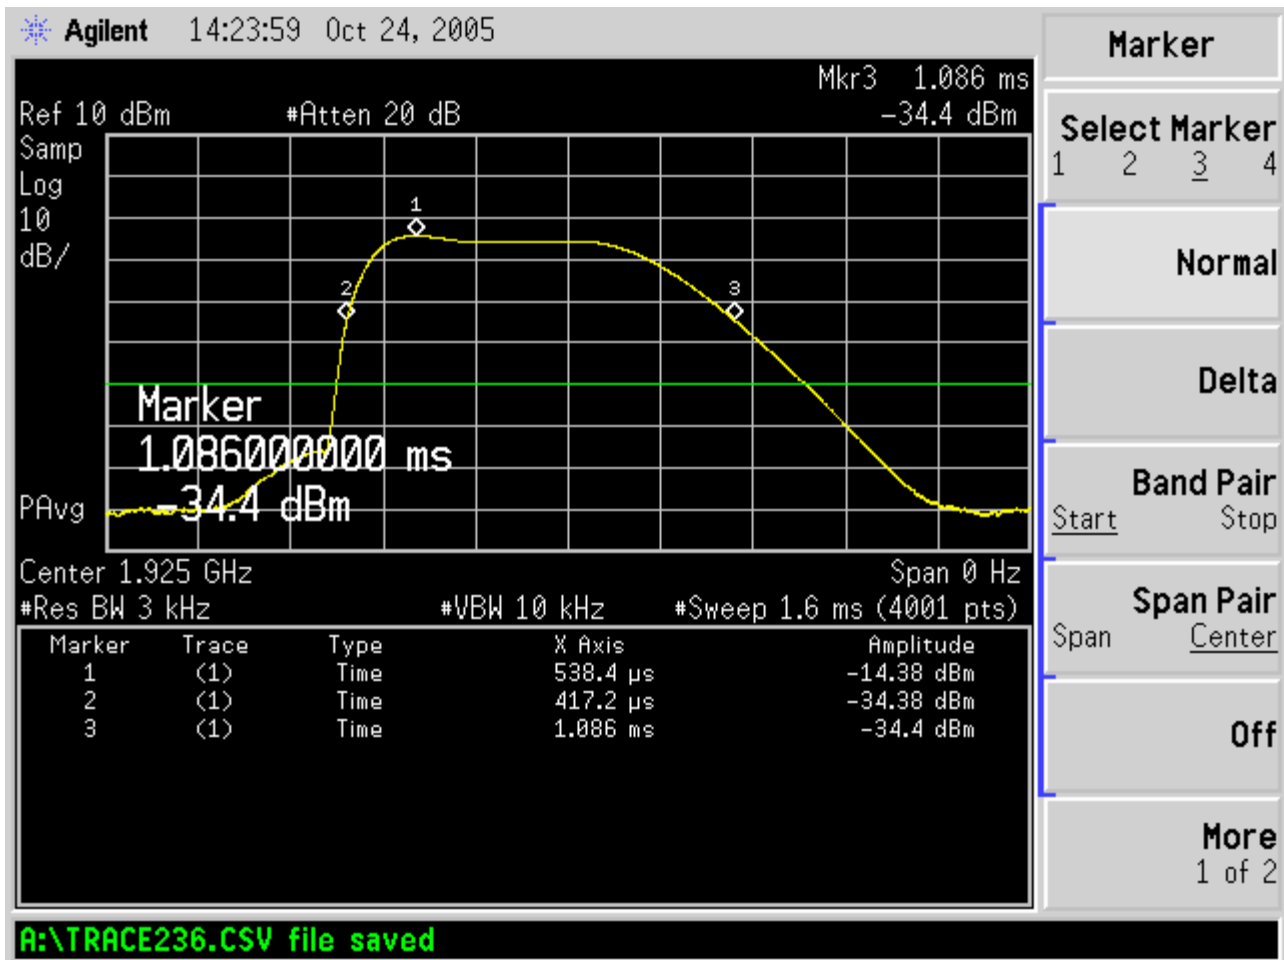 Agilent 14:23:59 Oct 24, 2005
Mkr3 1.086 ms
Ref 10 dBm #Atten 20 dB -34.4 dBm
Samp
Log
10
dB/
1
2
3
Marker
1.086000000 ms
-34.4 dBm
PAvg
Center 1.925 GHz Span 0 Hz
#Res BW 3 kHz #VBW 10 kHz #Sweep 1.6 ms (4001 pts)
Marker Trace Type X Axis Amplitude
1 (1) Time 538.4 µs -14.38 dBm
2 (1) Time 417.2 µs -34.38 dBm
3 (1) Time 1.086 ms -34.4 dBm
A:\TRACE236.CSV file saved
Marker
Select Marker
1 2 3 4
Normal
Delta
Band Pair
Start Stop
Span Pair
Span Center
Off
More
1 of 2